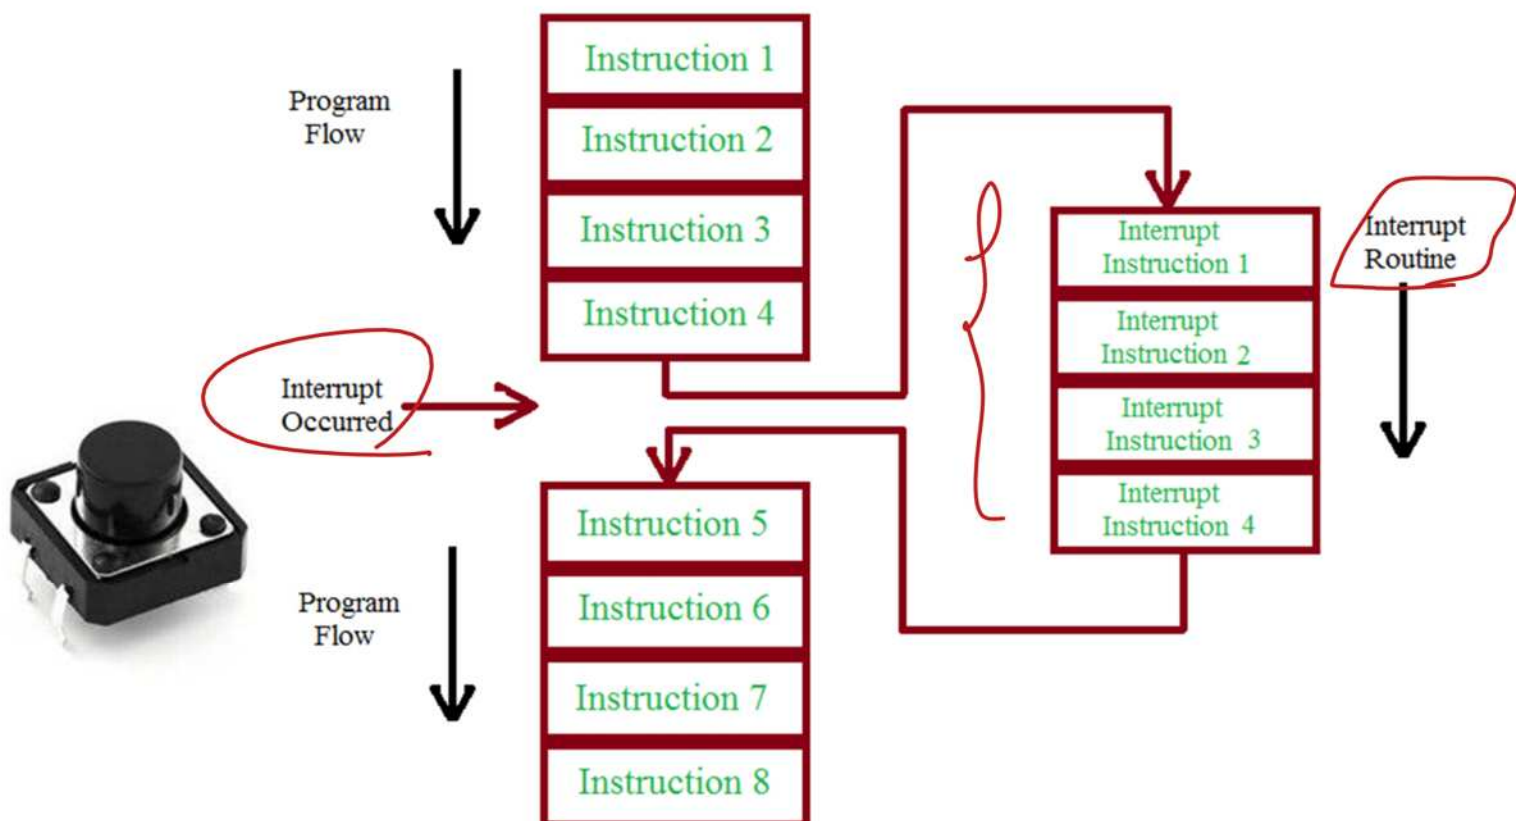 Program
Flow
Instruction 1
Instruction 2
Instruction 3
Instruction 4
Interrupt
Occurred
Interrupt
Instruction 1
Interrupt
Instruction 2
Interrupt
Instruction 3
Interrupt
Instruction 4
Interrupt
Routine
Program
Flow
Instruction 5
Instruction 6
Instruction 7
Instruction 8